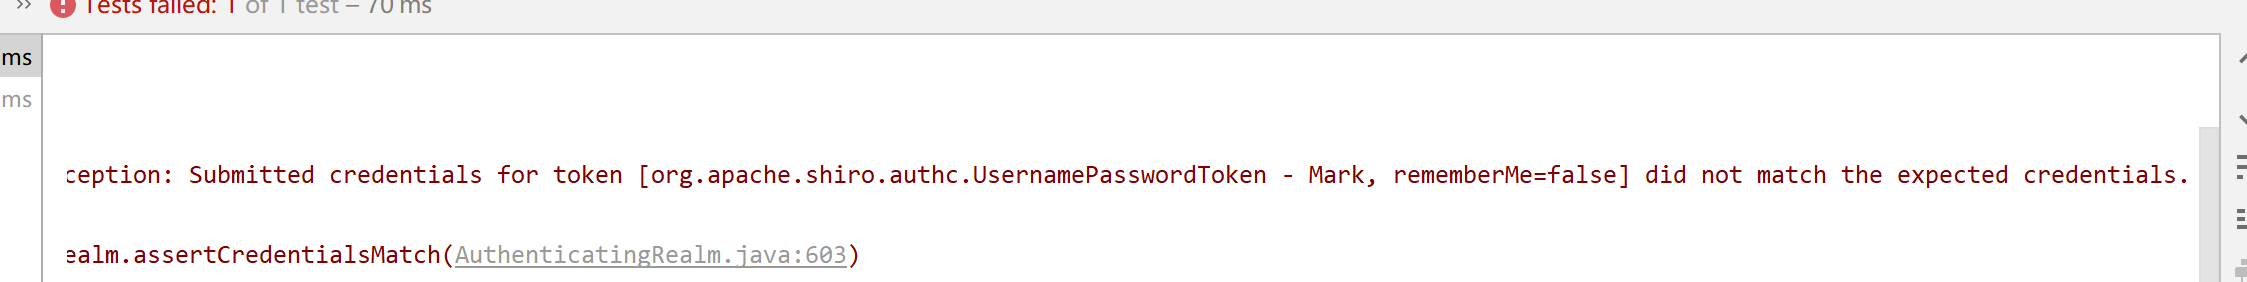 Tests failed: 1 of 1 test – 70 ms
ms
ms
ception: Submitted credentials for token [org.apache.shiro.authc.UsernamePasswordToken - Mark, rememberMe=false] did not match the expected credentials.
ealm.assertCredentialsMatch(AuthenticatingRealm.java:603)